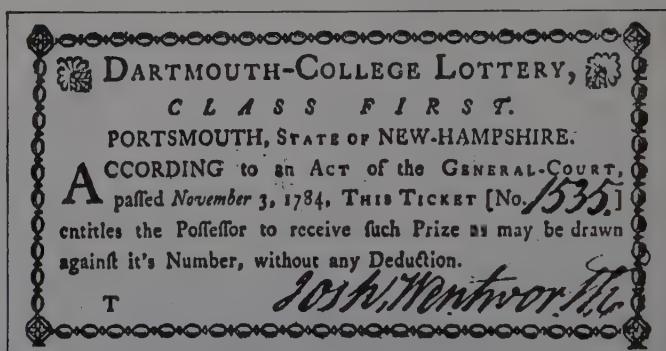 DARTMOUTH-COLLEGE LOTTERY,
CLASS FIRST.
PORTSMOUTH, STATE OF NEW-HAMPSHIRE.
ACCORDING to an ACT of the GENERAL-COURT,
paſſed November 3, 1784, THIS TICKET [No. 1535.]
entitles the Poſſeſſor to receive ſuch Prize as may be drawn
againſt it's Number, without any Deduction.
T Josh. Wentworth